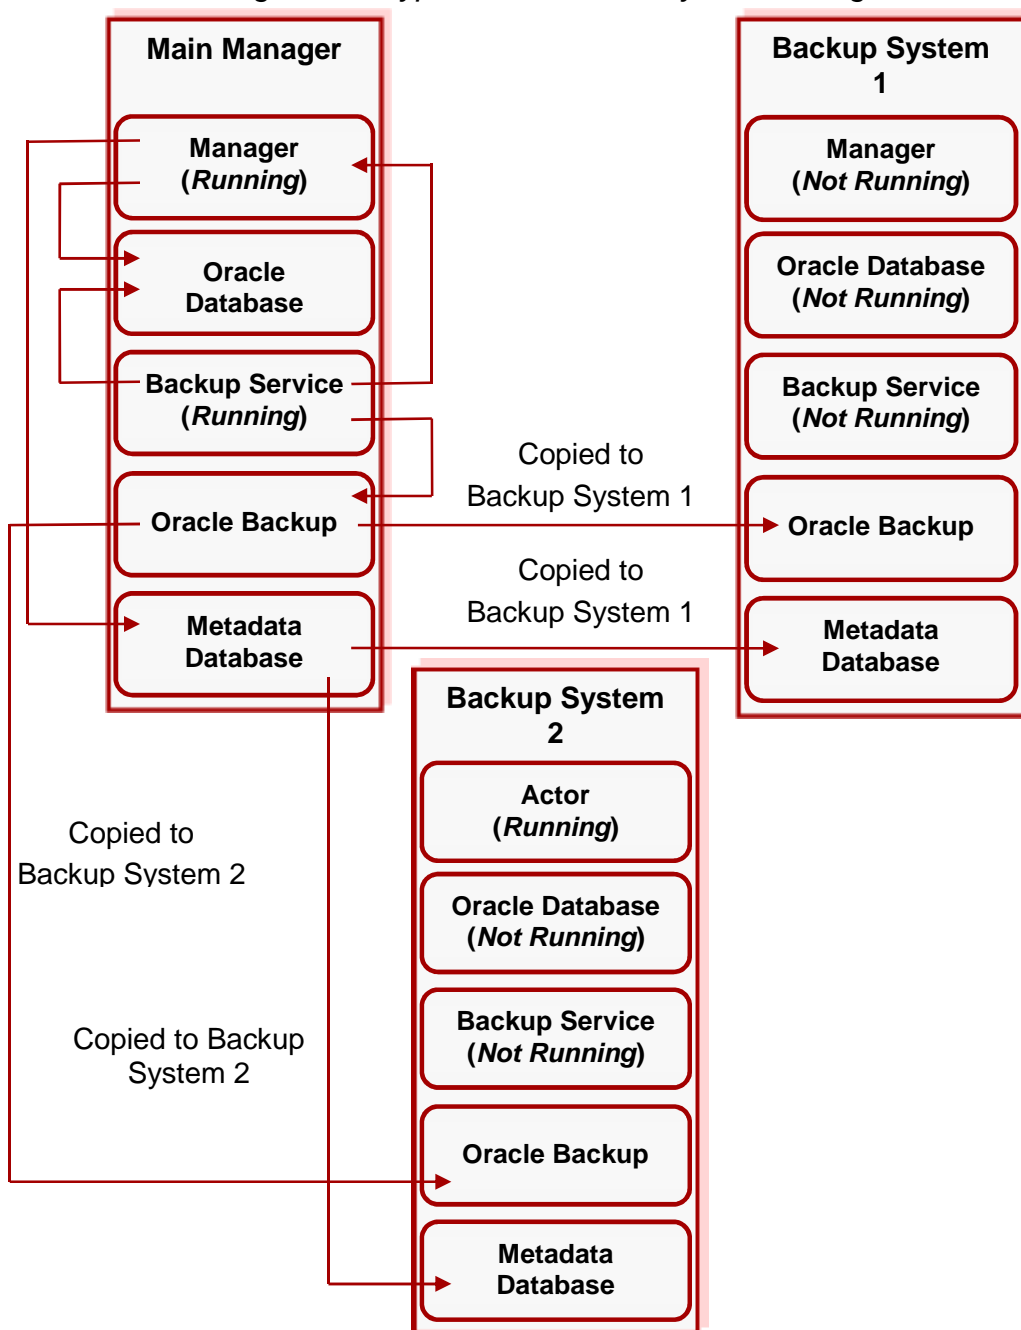 Main Manager
Manager
(Running)
Oracle
Database
Backup Service
(Running)
Oracle Backup
Metadata
Database
Backup System
1
Manager
(Not Running)
Oracle Database
(Not Running)
Backup Service
(Not Running)
Oracle Backup
Metadata
Database
Copied to
Backup System 1
Copied to
Backup System 1
Backup System
2
Actor
(Running)
Oracle Database
(Not Running)
Backup Service
(Not Running)
Oracle Backup
Metadata
Database
Copied to
Backup System 2
Copied to Backup
System 2